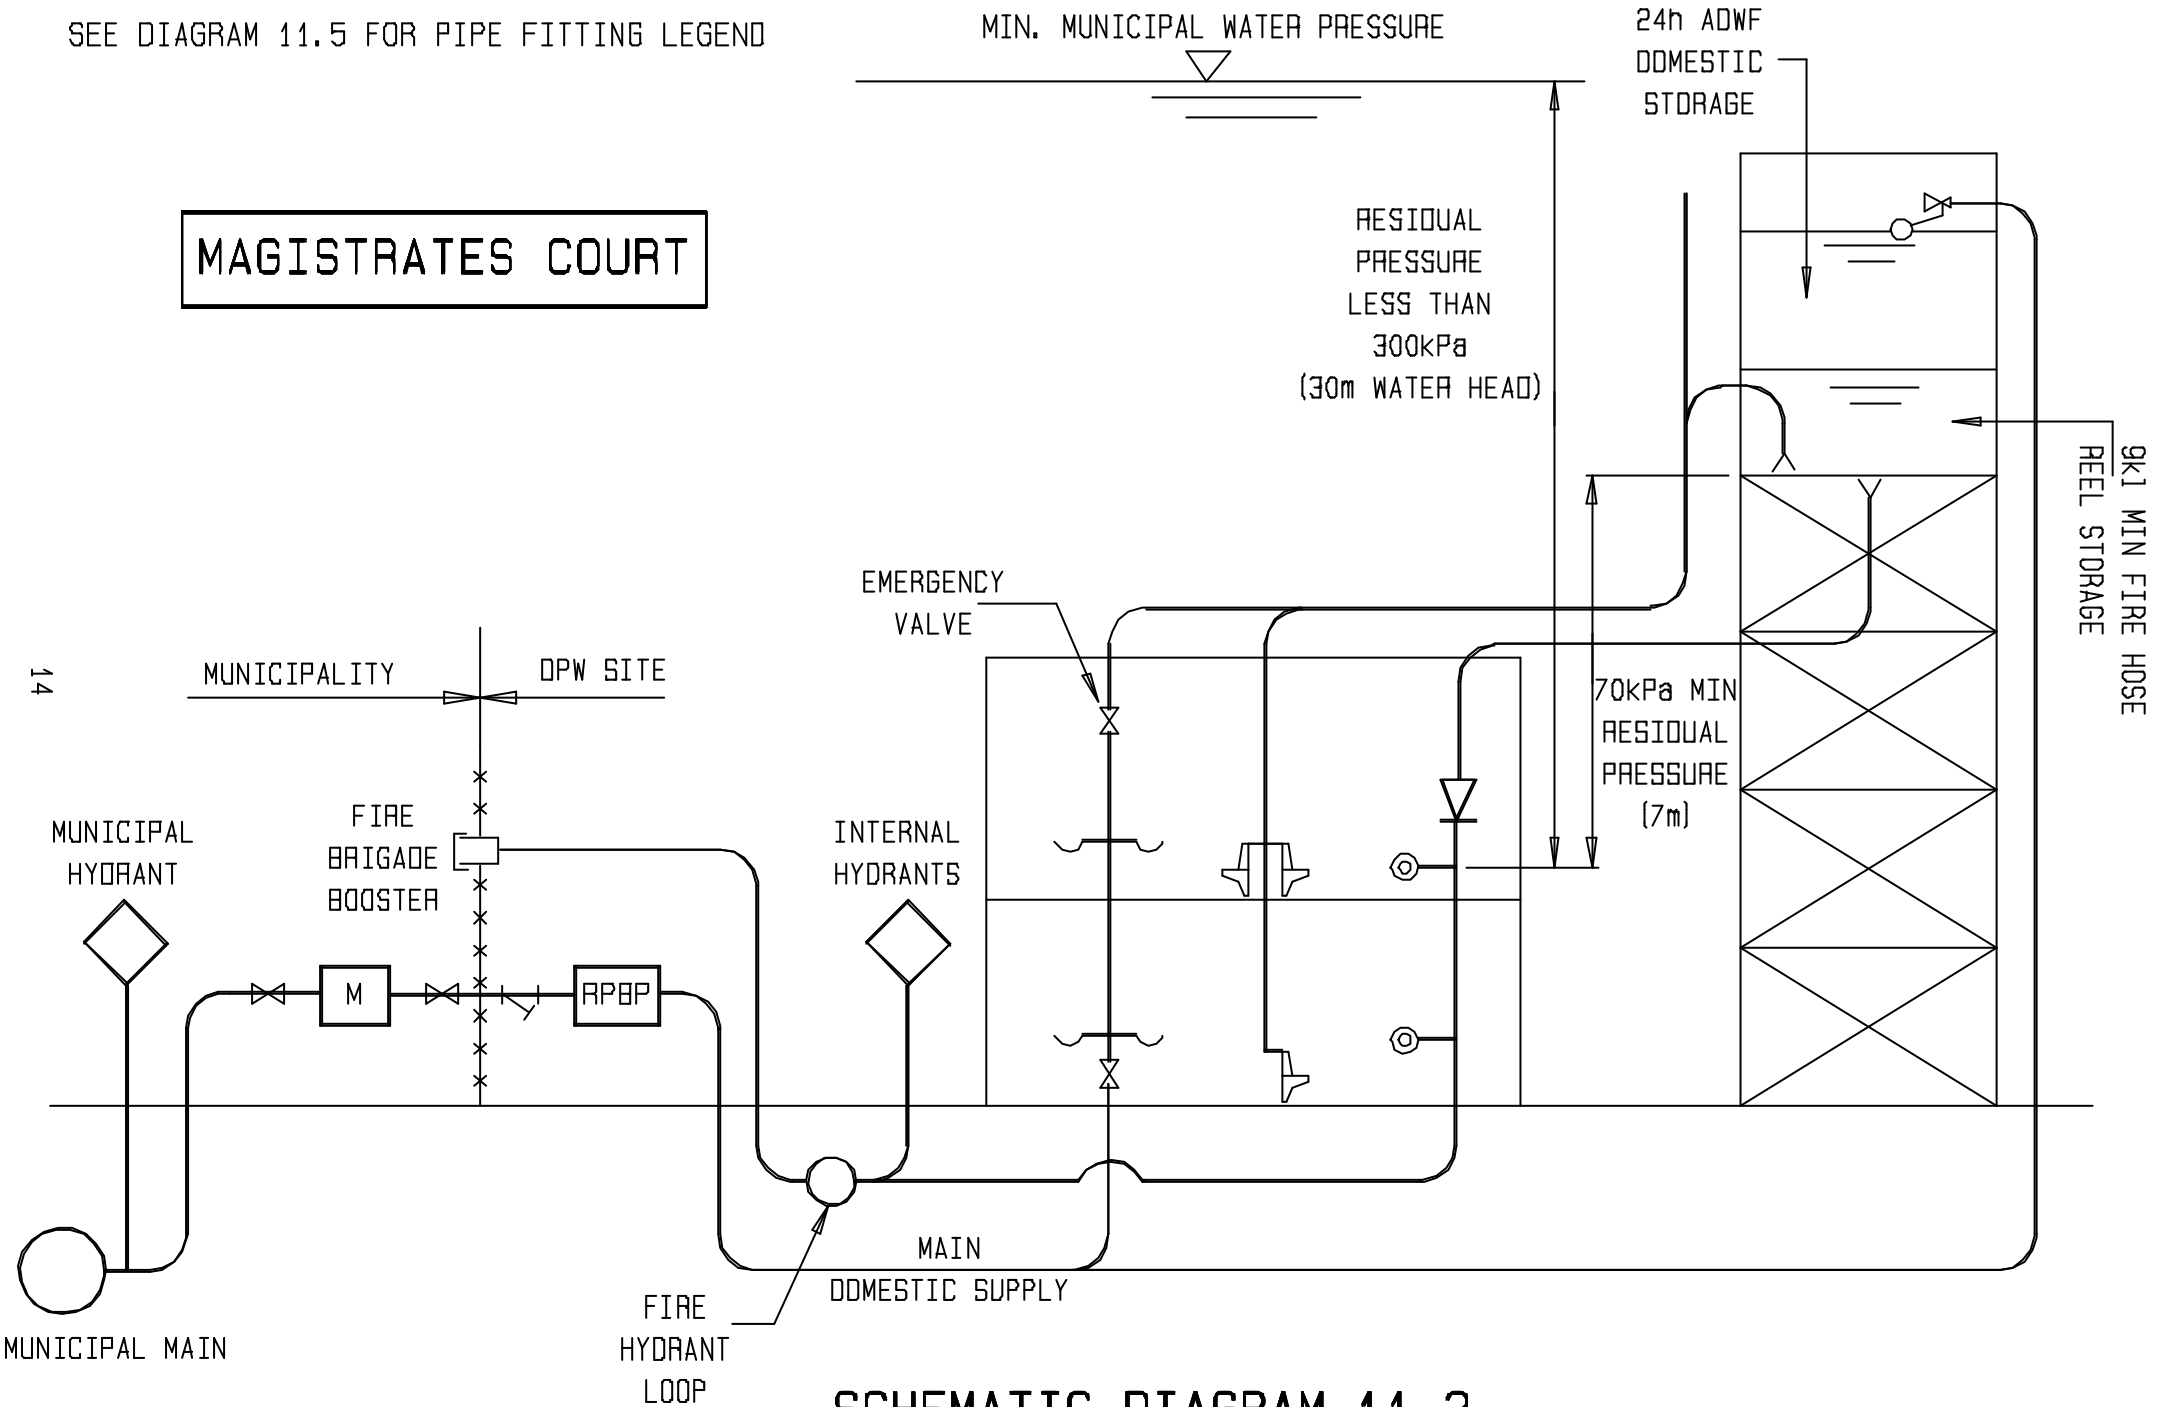 SEE DIAGRAM 11.5 FOR PIPE FITTING LEGEND
MIN. MUNICIPAL WATER PRESSURE
24h ADWF
DOMESTIC
STORAGE
MAGISTRATES COURT
RESIDUAL
PRESSURE
LESS THAN
300kPa
(30m WATER HEAD)
9kl MIN FIRE HOSE
REEL STORAGE
EMERGENCY
VALVE
MUNICIPALITY
DPW SITE
14
70kPa MIN
RESIDUAL
PRESSURE
(7m)
MUNICIPAL
HYDRANT
FIRE
BRIGADE
BOOSTER
INTERNAL
HYDRANTS
M
RPBP
MAIN
DOMESTIC SUPPLY
FIRE
HYDRANT
LOOP
MUNICIPAL MAIN
SCHEMATIC DIAGRAM